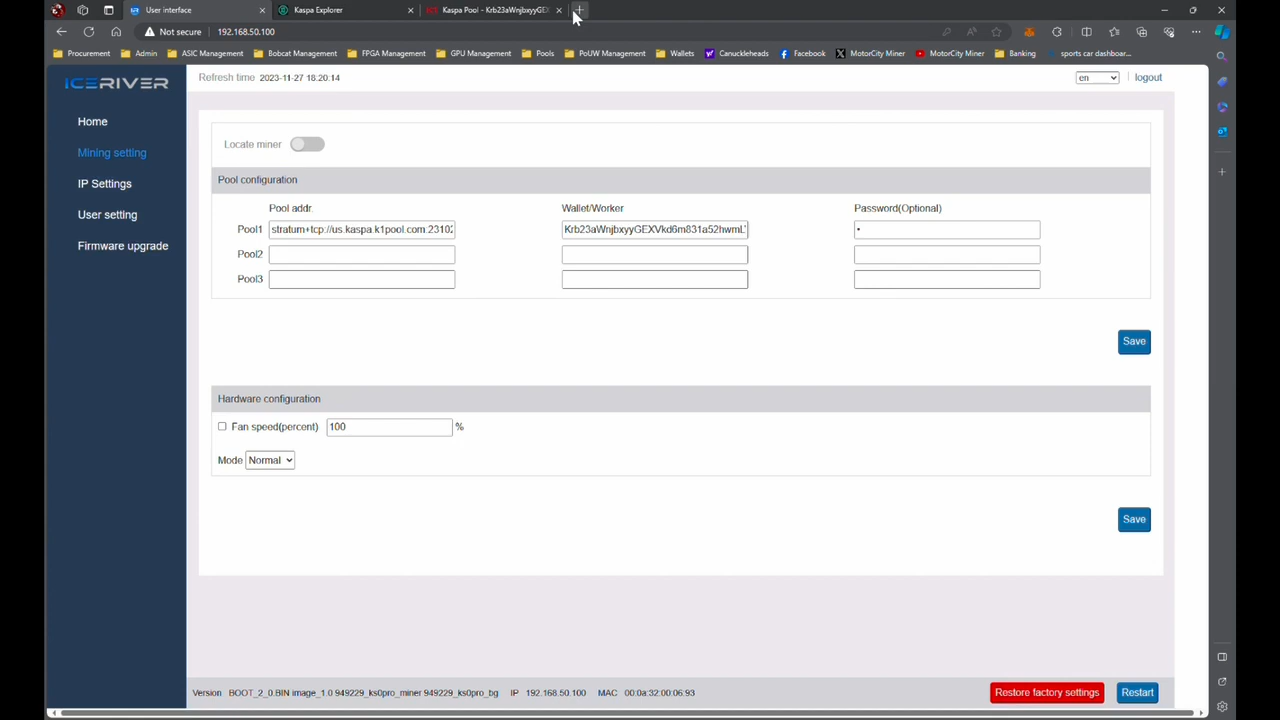 User interface
Kaspa Explorer
Kaspa Pool - Krb23aWnjbxyyGEX
Not secure
192.168.50.100
Procurement
Admin
ASIC Management
Bobcat Management
FPGA Management
GPU Management
Pools
PoUW Management
Wallets
Canuckleheads
Facebook
MotorCity Miner
MotorCity Miner
Banking
sports car dashboar...
ICERIVER
Refresh time 2023-11-27 18:20:14
en
logout
Home
Mining setting
IP Settings
User setting
Firmware upgrade
Locate miner
Pool configuration
Pool addr.
Wallet/Worker
Password(Optional)
Pool1
stratum+tcp://us.kaspa.k1pool.com:23102
Krb23aWnjbxyyGEXVkd6m831a52hwmL
Pool2
Pool3
Save
Hardware configuration
Fan speed(percent) 100 %
Mode Normal
Save
Version BOOT_2_0.BIN image_1.0 949229_ks0pro_miner 949229_ks0pro_bg IP 192.168.50.100 MAC 00:0a:32:00:06:93
Restore factory settings
Restart